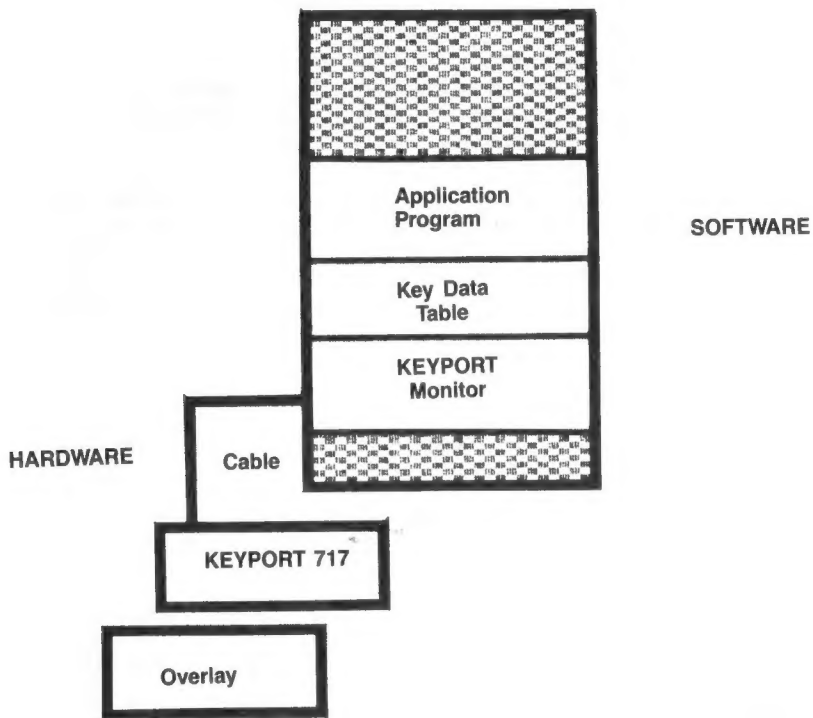 Application
Program
SOFTWARE
Key Data
Table
KEYPORT
Monitor
HARDWARE
Cable
KEYPORT 717
Overlay